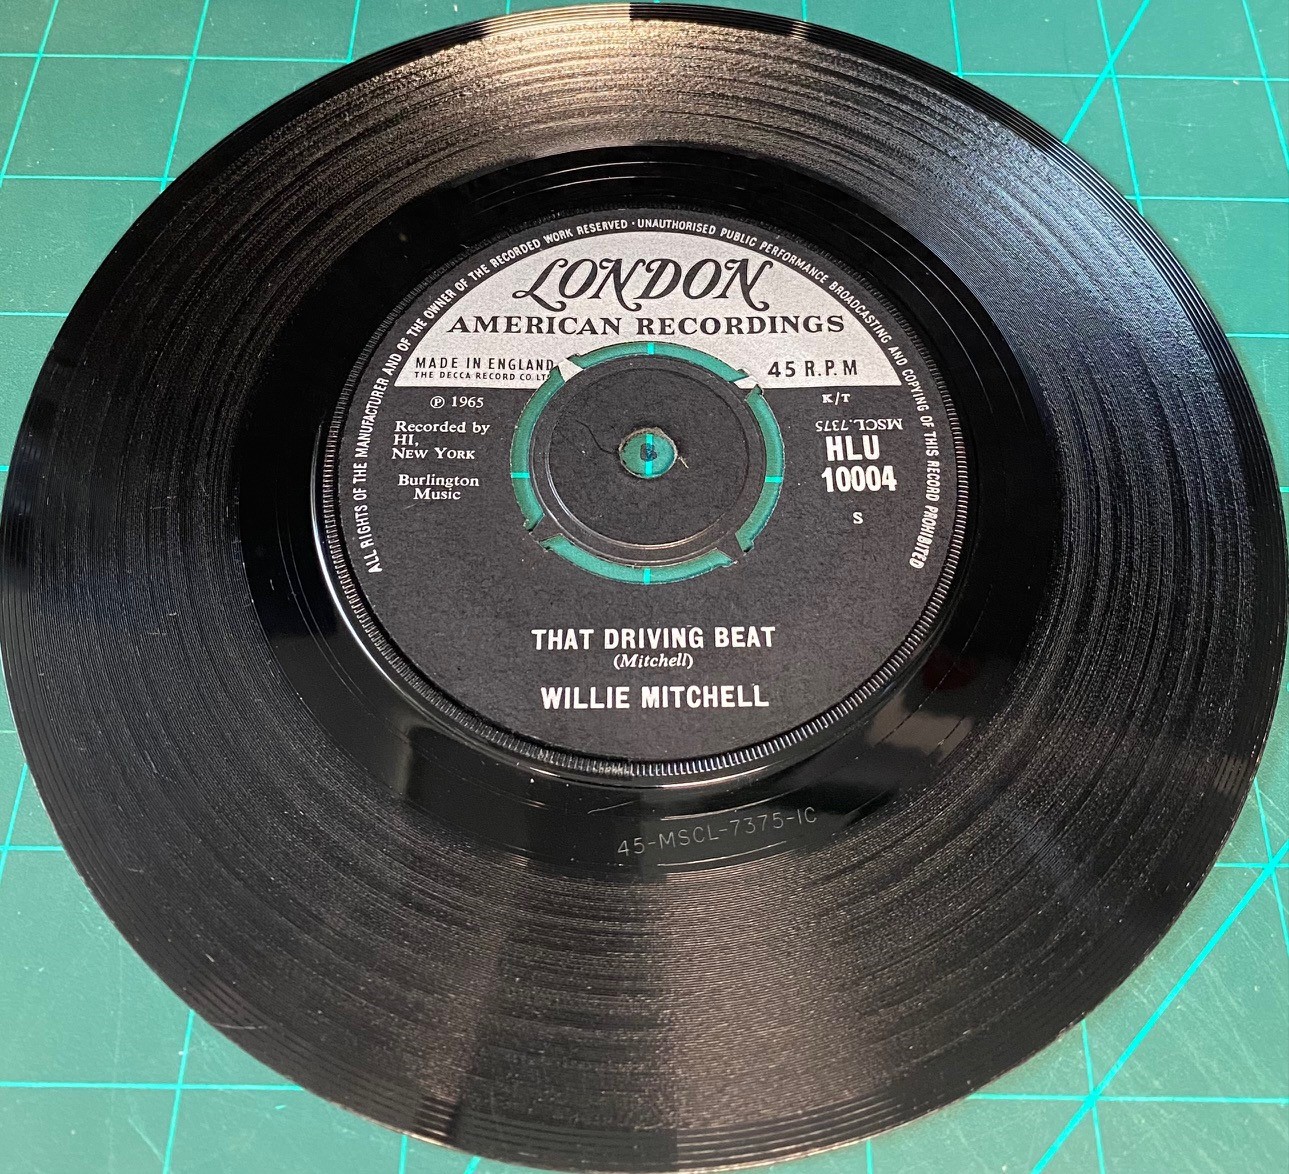 ALL RIGHTS OF THE MANUFACTURER AND OF THE OWNER OF THE RECORDED WORK RESERVED · UNAUTHORISED PUBLIC PERFORMANCE BROADCASTING AND COPYING OF THIS RECORD PROHIBITED
LONDON
AMERICAN RECORDINGS
MADE IN ENGLAND
THE DECCA RECORD CO. LTD
45 R.P.M
℗ 1965
K/T
Recorded by
HI,
NEW YORK
MSCL.7375
HLU
10004
Burlington
Music
S
THAT DRIVING BEAT
(Mitchell)
WILLIE MITCHELL
45-MSCL-7375-1C